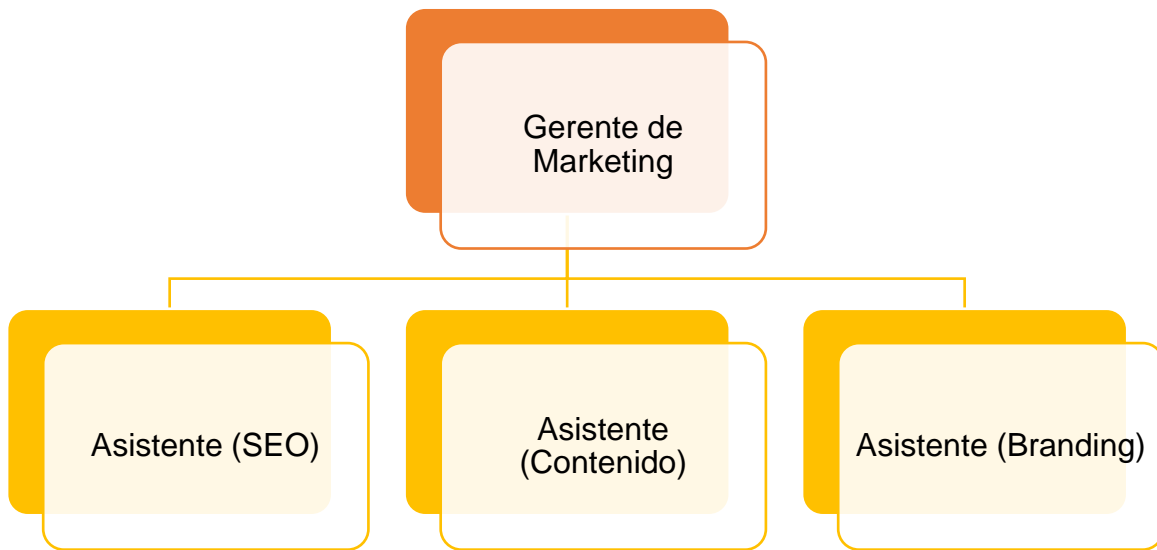 Gerente de
Marketing
Asistente (SEO)
Asistente
(Contenido)
Asistente (Branding)